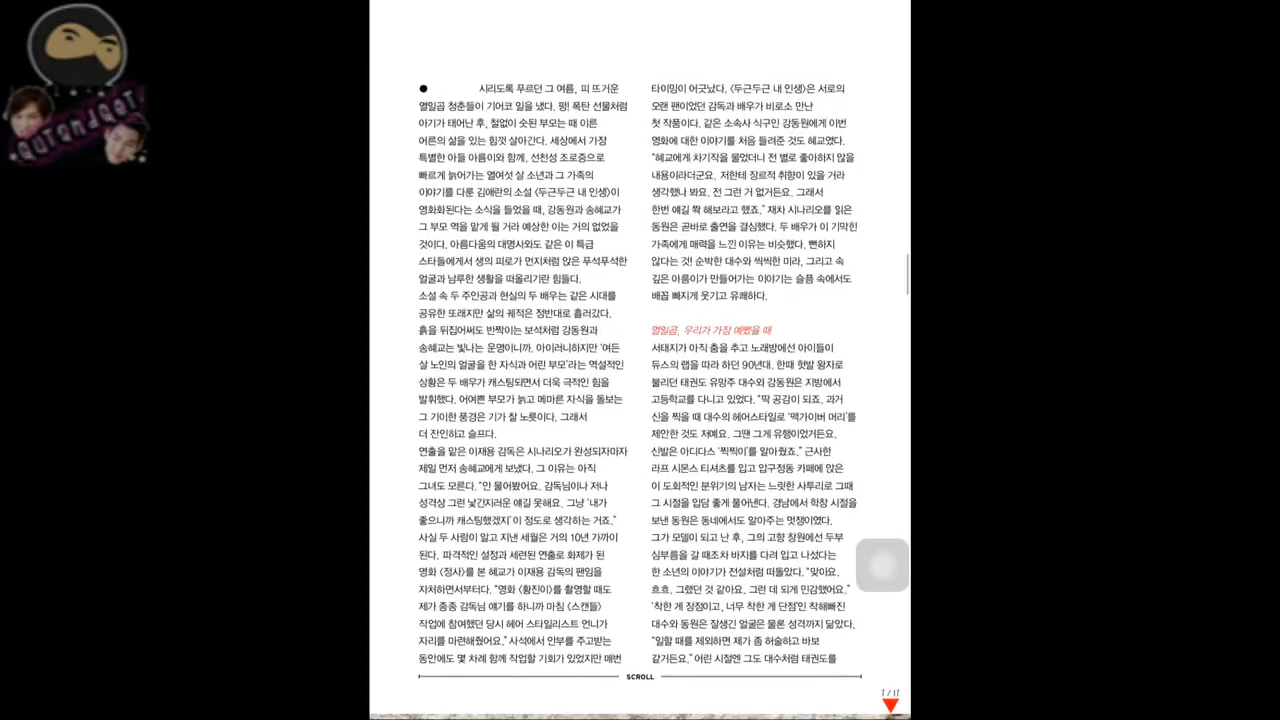 ● 시리도록 푸르던 그 여름, 피 뜨거운
열일곱 청춘들이 기어코 일을 냈다. 펑! 폭탄 선물처럼
아기가 태어난 후, 철없이 숫된 부모는 때 이른
어른의 삶을 있는 힘껏 살아간다. 세상에서 가장
특별한 아들 아름이와 함께. 선천성 조로증으로
빠르게 늙어가는 열여섯 살 소년과 그 가족의
이야기를 다룬 김애란의 소설 〈두근두근 내 인생〉이
영화화된다는 소식을 들었을 때, 강동원과 송혜교가
그 부모 역을 맡게 될 거라 예상한 이는 거의 없었을
것이다. 아름다움의 대명사와도 같은 이 특급
스타들에게서 생의 피로가 먼지처럼 앉은 푸석푸석한
얼굴과 남루한 생활을 떠올리기란 힘들다.
소설 속 두 주인공과 현실의 두 배우는 같은 시대를
공유한 또래지만 삶의 궤적은 정반대로 흘러갔다.
흙을 뒤집어써도 반짝이는 보석처럼 강동원과
송혜교는 빛나는 운명이니까. 아이러니하지만 '여든
살 노인의 얼굴을 한 자식과 어린 부모'라는 역설적인
상황은 두 배우가 캐스팅되면서 더욱 극적인 힘을
발휘했다. 어여쁜 부모가 늙고 메마른 자식을 돌보는
그 기이한 풍경은 기가 찰 노릇이다. 그래서
더 잔인하고 슬프다.
연출을 맡은 이재용 감독은 시나리오가 완성되자마자
제일 먼저 송혜교에게 보냈다. 그 이유는 아직
그녀도 모른다. "안 물어봤어요. 감독님이나 저나
성격상 그런 낯간지러운 얘길 못해요. 그냥 '내가
좋으니까 캐스팅했겠지' 이 정도로 생각하는 거죠."
사실 두 사람이 알고 지낸 세월은 거의 10년 가까이
된다. 파격적인 설정과 세련된 연출로 화제가 된
영화 〈정사〉를 본 혜교가 이재용 감독의 팬임을
자처하면서부터다. "영화 〈황진이〉를 촬영할 때도
제가 종종 감독님 얘기를 하니까 마침 〈스캔들〉
작업에 참여했던 당시 헤어 스타일리스트 언니가
자리를 마련해줬어요." 사석에서 안부를 주고받는
동안에도 몇 차례 함께 작업할 기회가 있었지만 매번
타이밍이 어긋났다. 〈두근두근 내 인생〉은 서로의
오랜 팬이었던 감독과 배우가 비로소 만난
첫 작품이다. 같은 소속사 식구인 강동원에게 이번
영화에 대한 이야기를 처음 들려준 것도 혜교였다.
"혜교에게 차기작을 물었더니 전 별로 좋아하지 않을
내용이라더군요. 저한테 장르적 취향이 있을 거라
생각했나 봐요. 전 그런 거 없거든요. 그래서
한번 얘길 쫙 해보라고 했죠." 재차 시나리오를 읽은
동원은 곧바로 출연을 결심했다. 두 배우가 이 기막힌
가족에게 매력을 느낀 이유는 비슷했다. 뻔하지
않다는 것! 순박한 대수와 씩씩한 미라, 그리고 속
깊은 아름이가 만들어가는 이야기는 슬픔 속에서도
배꼽 빠지게 웃기고 유쾌하다.
열일곱, 우리가 가장 예뻤을 때
서태지가 아직 춤을 추고 노래방에선 아이들이
듀스의 랩을 따라 하던 90년대. 한때 헛발 왕자로
불리던 태권도 유망주 대수와 강동원은 지방에서
고등학교를 다니고 있었다. "딱 공감이 되죠. 과거
신을 찍을 때 대수의 헤어스타일로 '맥가이버 머리'를
제안한 것도 저예요. 그땐 그게 유행이었거든요.
신발은 아디다스 '찍찍이'를 알아줬죠." 근사한
라프 시몬스 티셔츠를 입고 압구정동 카페에 앉은
이 도회적인 분위기의 남자는 느릿한 사투리로 그때
그 시절을 입담 좋게 풀어낸다. 경남에서 학창 시절을
보낸 동원은 동네에서도 알아주는 멋쟁이였다.
그가 모델이 되고 난 후, 그의 고향 창원에선 두부
심부름을 갈 때조차 바지를 다려 입고 나섰다는
한 소년의 이야기가 전설처럼 떠돌았다. "맞아요.
흐흐. 그랬던 것 같아요. 그런 데 되게 민감했어요."
'착한 게 장점이고, 너무 착한 게 단점'인 착해빠진
대수와 동원은 잘생긴 얼굴은 물론 성격까지 닮았다.
"일할 때를 제외하면 제가 좀 허술하고 바보
같거든요." 어린 시절엔 그도 대수처럼 태권도를
SCROLL
1 / 17